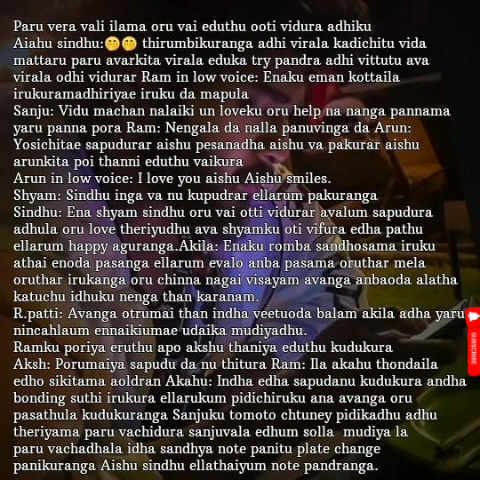 Paru vera vali ilama oru vai eduthu ooti vidura adhiku
Aiahu sindhu:🤭🤭 thirumbikuranga adhi virala kadichitu vida
mattaru paru avarkita virala eduka try pandra adhi vittutu ava
virala odhi vidurar Ram in low voice: Enaku eman kottaila
irukuramadhiriyae iruku da mapula
Sanju: Vidu machan nalaiki un loveku oru help na nanga pannama
yaru panna pora Ram: Nengala da nalla panuvinga da Arun:
Yosichitae sapudurar aishu pesanadha aishu va pakurar aishu
arunkita poi thanni eduthu vaikura
Arun in low voice: I love you aishu Aishu smiles.
Shyam: Sindhu inga va nu kupudrar ellarum pakuranga
Sindhu: Ena shyam sindhu oru vai otti vidurar avalum sapudura
adhula oru love theriyudhu ava shyamku oti vifura edha pathu
ellarum happy aguranga.Akila: Enaku romba sandhosama iruku
athai enoda pasanga ellarum evalo anba pasama oruthar mela
oruthar irukanga oru chinna nagai visayam avanga anbaoda alatha
katuchu idhuku nenga than karanam.
R.patti: Avanga otrumai than indha veetuoda balam akila adha yaru
nincahlaum ennaikiumae udaika mudiyadhu.
Ramku poriya eruthu apo akshu thaniya eduthu kudukura
Aksh: Porumaiya sapudu da nu thitura Ram: Ila akahu thondaila
edho sikitama aoldran Akahu: Indha edha sapudanu kudukura andha
bonding suthi irukura ellarukum pidichiruku ana avanga oru
pasathula kudukuranga Sanjuku tomoto chtuney pidikadhu adhu
theriyama paru vachidura sanjuvala edhum solla  mudiya la
paru vachadhala idha sandhya note panitu plate change
panikuranga Aishu sindhu ellathaiyum note pandranga.
SUBSCRIBE